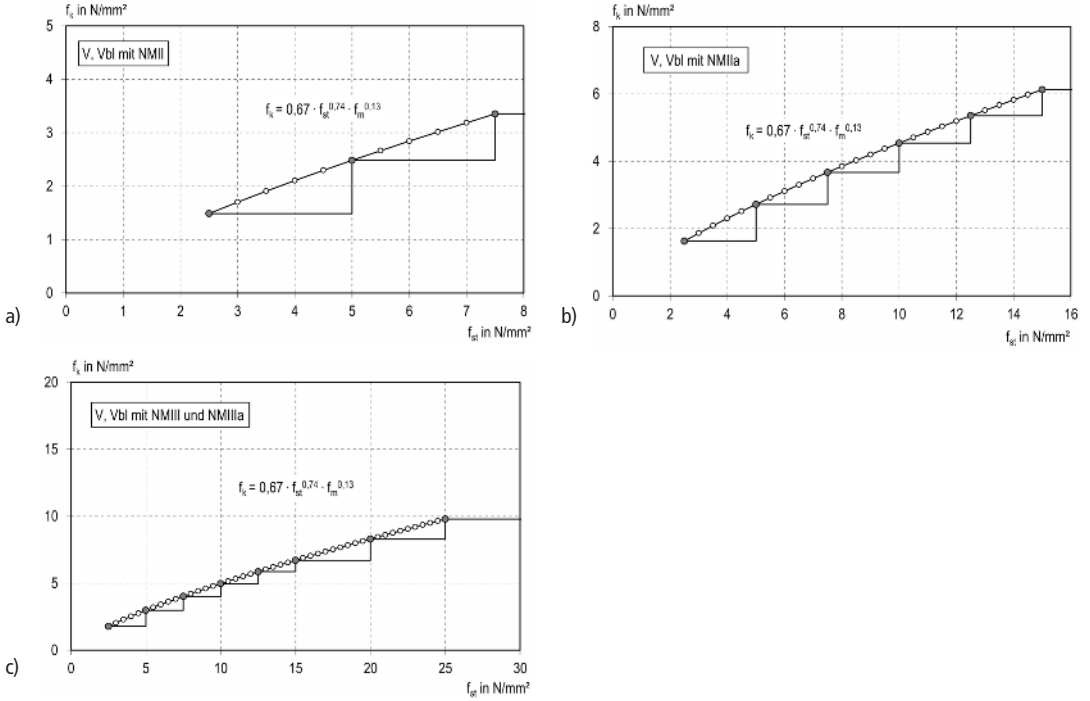 f_k in N/mm²
5
V, Vbl mit NMII
4
f_k = 0,67 · f_st^0,74 · f_m^0,13
3
2
1
0
0 1 2 3 4 5 6 7 8
f_st in N/mm²
a)
f_k in N/mm²
8
V, Vbl mit NMIIa
6
f_k = 0,67 · f_st^0,74 · f_m^0,13
4
2
0
0 2 4 6 8 10 12 14 16
f_st in N/mm²
b)
f_k in N/mm²
20
V, Vbl mit NMIII und NMIIIa
15
f_k = 0,67 · f_st^0,74 · f_m^0,13
10
5
0
0 5 10 15 20 25 30
f_st in N/mm²
c)